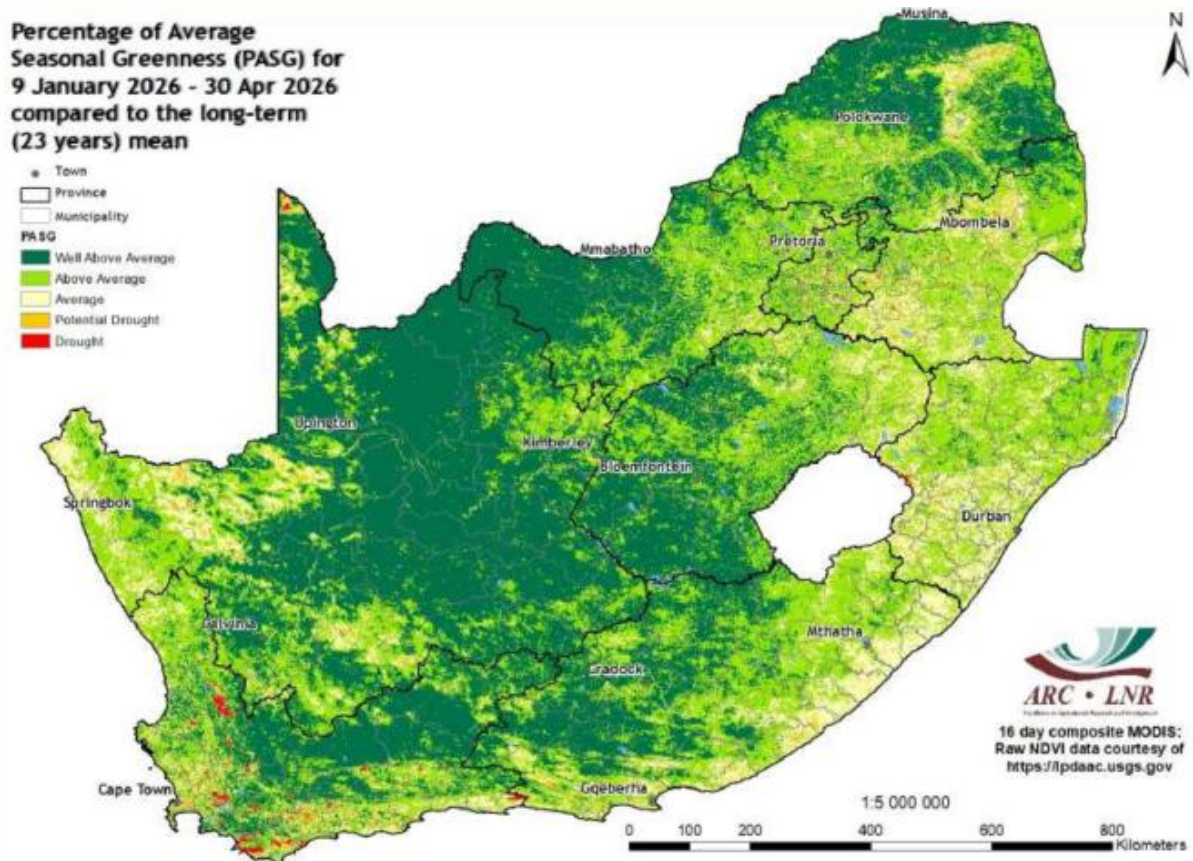 Percentage of Average
Seasonal Greenness (PASG) for
9 January 2026 - 30 Apr 2026
compared to the long-term
(23 years) mean
Town
Province
Municipality
PASG
Well Above Average
Above Average
Average
Potential Drought
Drought
N
Musina
Polokwane
Mbombela
Pretoria
Mmabatho
Upington
Kimberley
Bloemfontein
Springbok
Durban
Calvinia
Mthatha
Cradock
Cape Town
Gqeberha
ARC • LNR
16 day composite MODIS:
Raw NDVI data courtesy of
https://lpdaac.usgs.gov
1:5 000 000
0 100 200 400 600 800
Kilometers